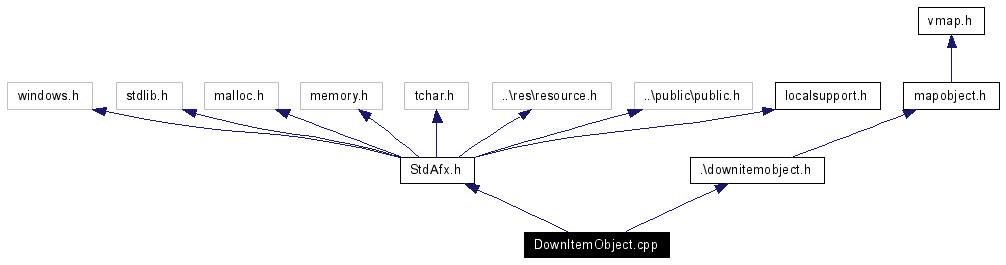 vmap.h
windows.h
stdlib.h
malloc.h
memory.h
tchar.h
..\res\resource.h
..\public\public.h
localsupport.h
mapobject.h
StdAfx.h
.\downitemobject.h
DownItemObject.cpp